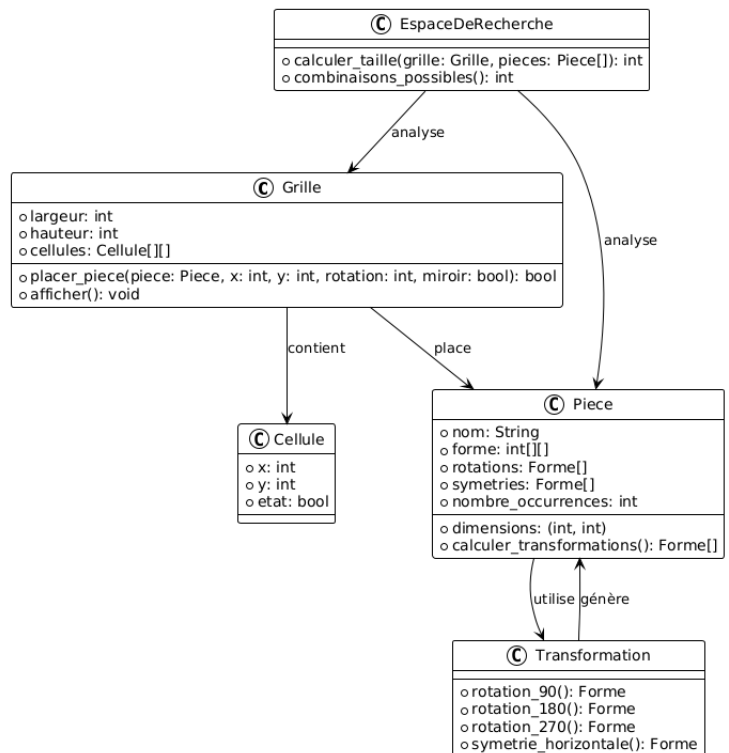 C EspaceDeRecherche
calculer_taille(grille: Grille, pieces: Piece[]): int
combinaisons_possibles(): int
analyse
C Grille
largeur: int
hauteur: int
cellules: Cellule[][]
placer_piece(piece: Piece, x: int, y: int, rotation: int, miroir: bool): bool
afficher(): void
analyse
contient
place
C Piece
nom: String
forme: int[][]
rotations: Forme[]
symetries: Forme[]
nombre_occurrences: int
dimensions: (int, int)
calculer_transformations(): Forme[]
C Cellule
x: int
y: int
etat: bool
utilise
génère
C Transformation
rotation_90(): Forme
rotation_180(): Forme
rotation_270(): Forme
symetrie_horizontale(): Forme